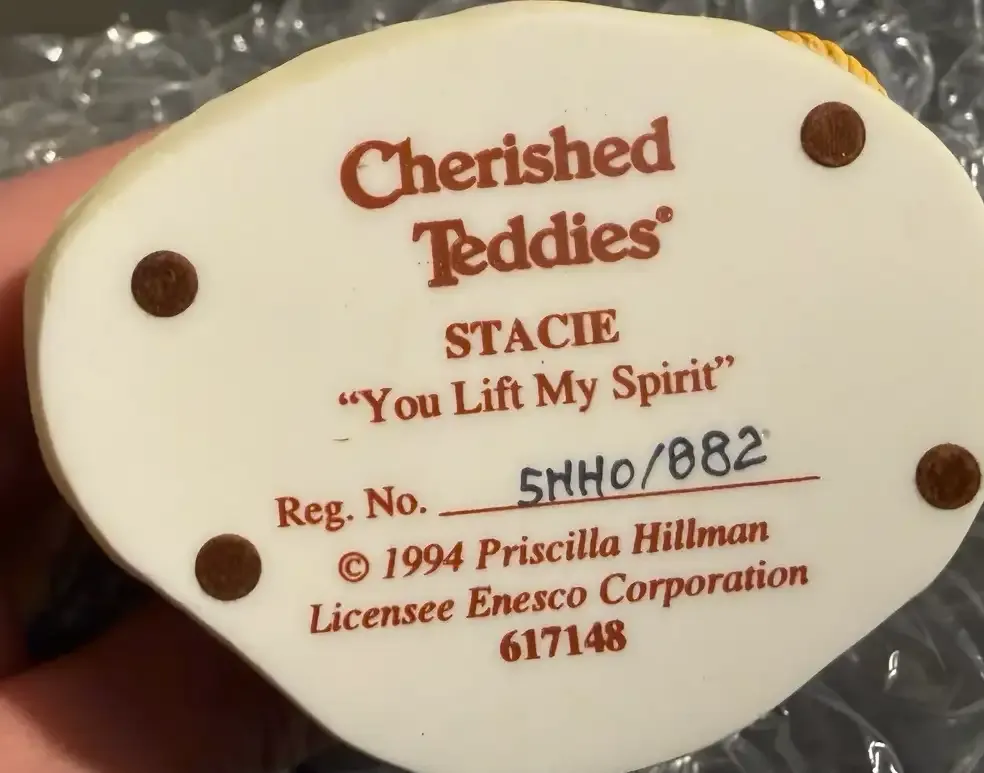 Cherished
Teddies®
STACIE
“You Lift My Spirit”
Reg. No. 5HH0/882
© 1994 Priscilla Hillman
Licensee Enesco Corporation
617148